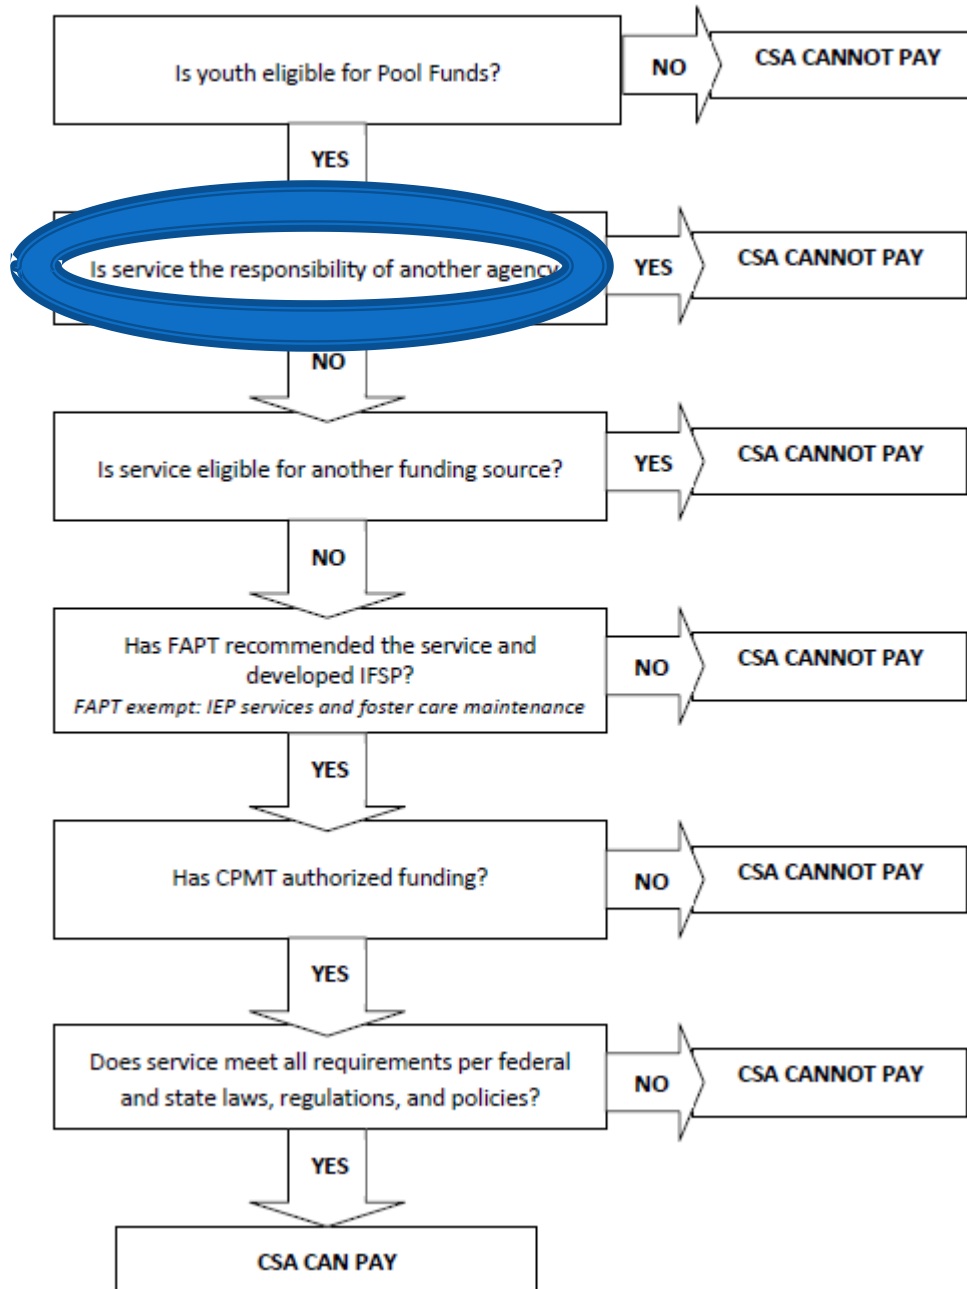 Is youth eligible for Pool Funds?
NO
CSA CANNOT PAY
YES
Is service the responsibility of another agency
YES
CSA CANNOT PAY
NO
Is service eligible for another funding source?
YES
CSA CANNOT PAY
NO
Has FAPT recommended the service and
developed IFSP?
FAPT exempt: IEP services and foster care maintenance
NO
CSA CANNOT PAY
YES
Has CPMT authorized funding?
NO
CSA CANNOT PAY
YES
Does service meet all requirements per federal
and state laws, regulations, and policies?
NO
CSA CANNOT PAY
YES
CSA CAN PAY